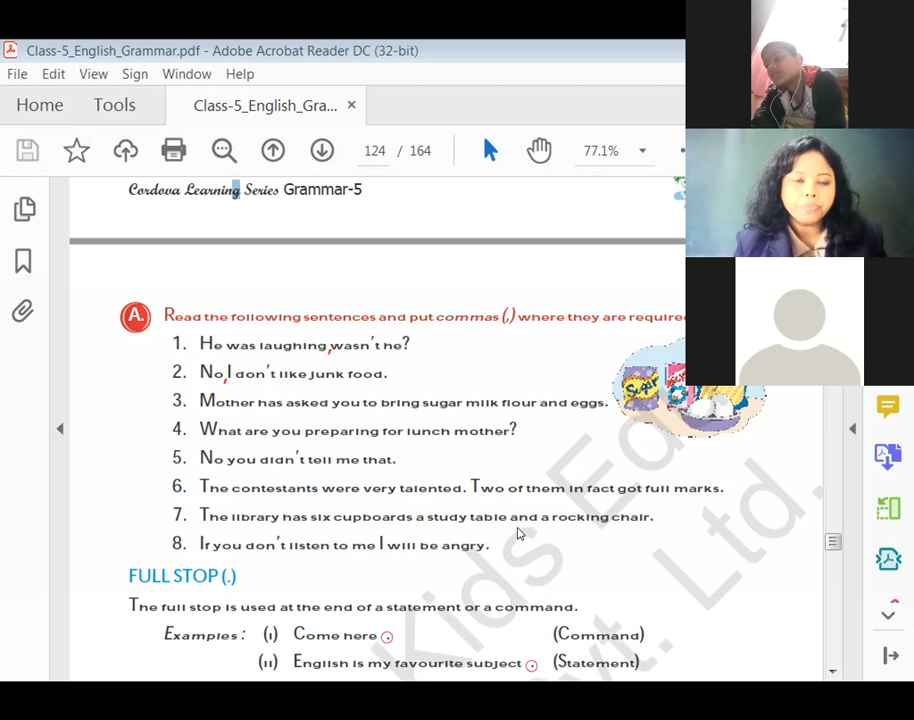 Class-5_English_Grammar.pdf - Adobe Acrobat Reader DC (32-bit)
File Edit View Sign Window Help
Home Tools Class-5_English_Gra... ×
124 / 164 77.1%
Cordova Learning Series Grammar-5
A. Read the following sentences and put commas (,) where they are require
1. He was laughing,wasn't he?
2. No,I don't like junk food.
3. Mother has asked you to bring sugar milk flour and eggs.
Sugar
4. What are you preparing for lunch mother?
5. No you didn't tell me that.
6. The contestants were very talented. Two of them in fact got full marks.
7. The library has six cupboards a study table and a rocking chair.
8. If you don't listen to me I will be angry.
FULL STOP (.)
The full stop is used at the end of a statement or a command.
Examples : (i) Come here . (Command)
(ii) English is my favourite subject . (Statement)
Kids Ed
vt. Ltd.